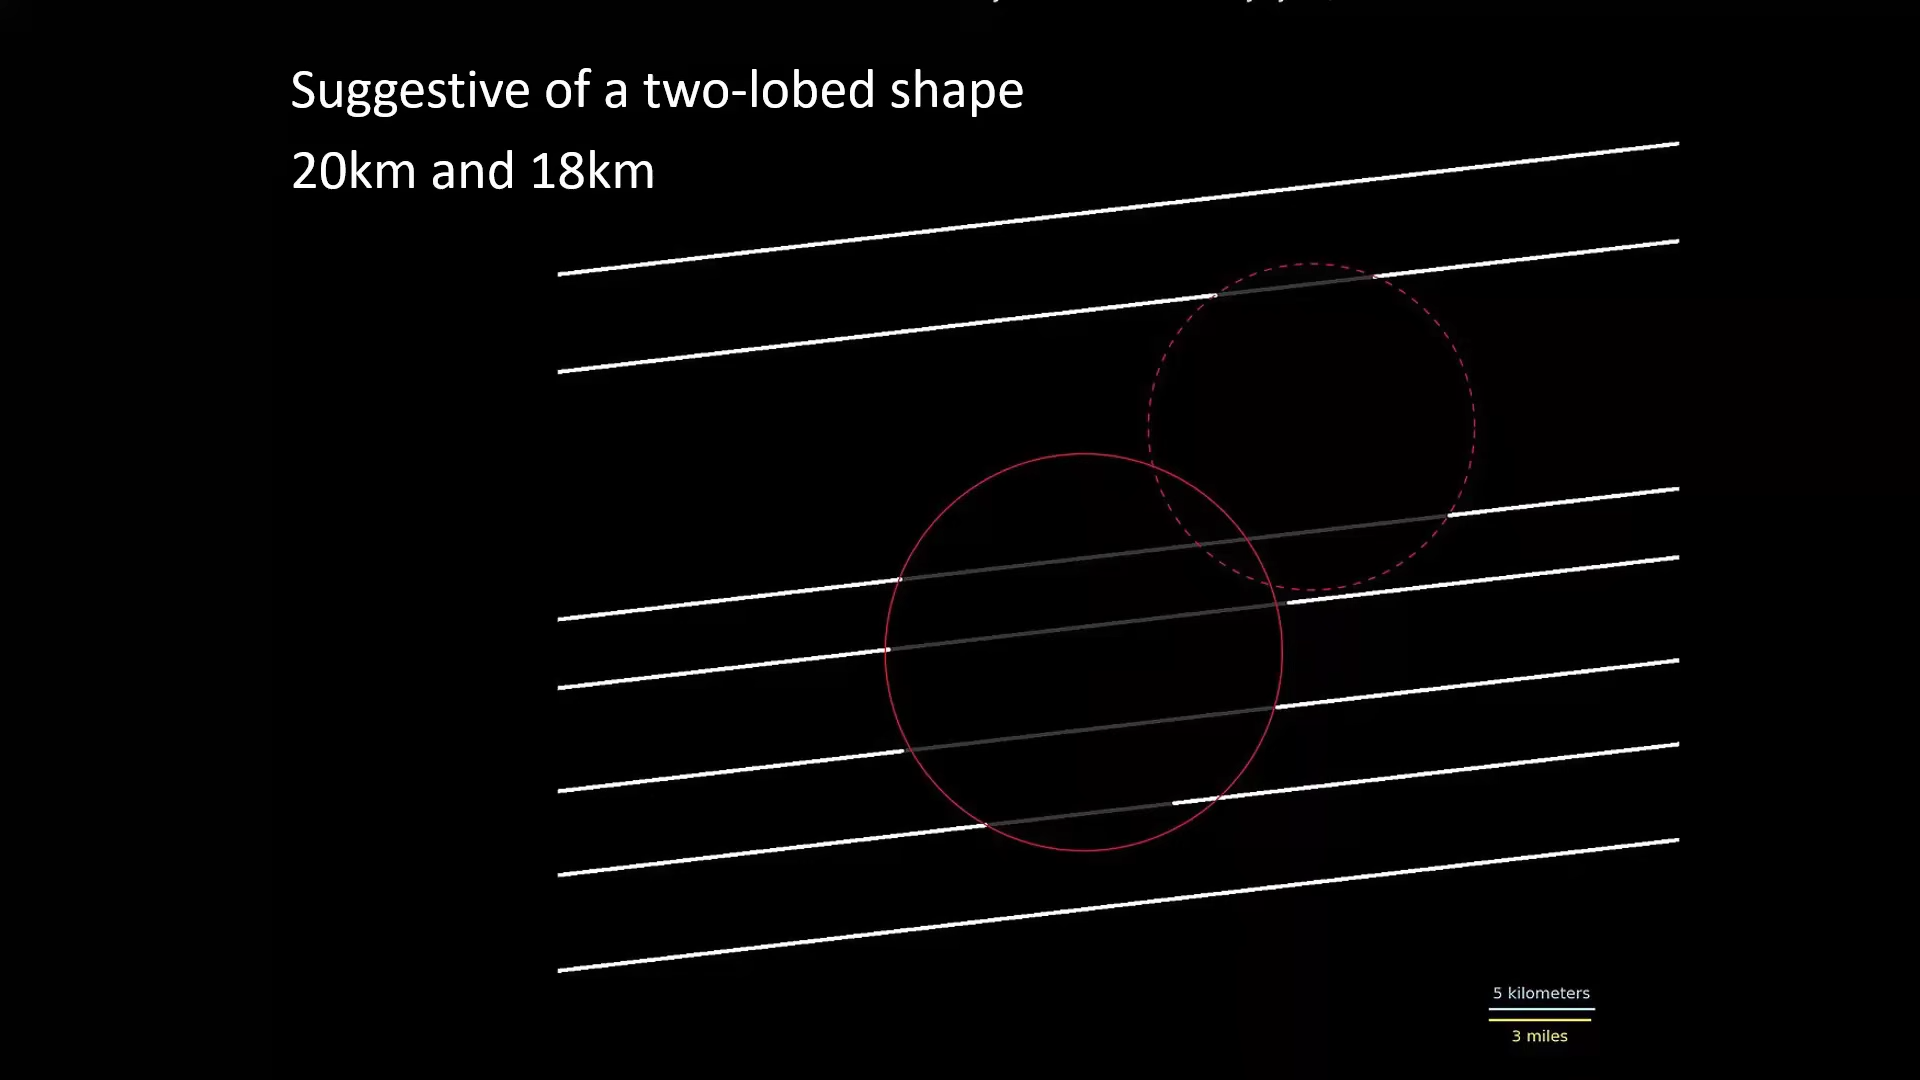 Suggestive of a two-lobed shape
20km and 18km
5 kilometers
3 miles